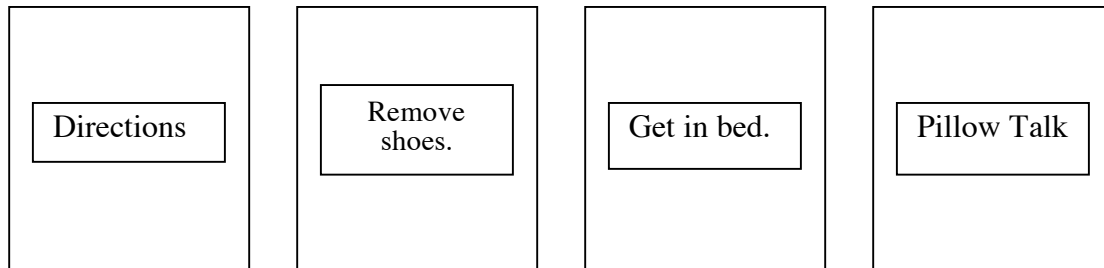 Directions
Remove
shoes.
Get in bed.
Pillow Talk